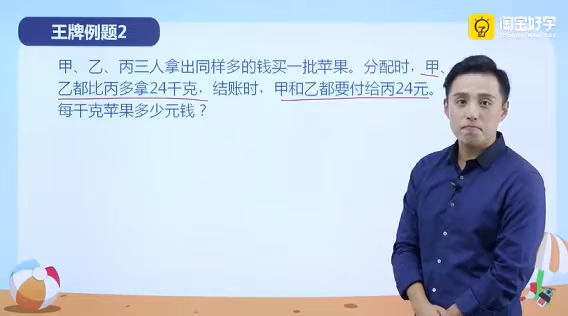 王牌例题2
淘宝好学
甲、乙、丙三人拿出同样多的钱买一批苹果。分配时，甲、
乙都比丙多拿24千克，结账时，甲和乙都要付给丙24元。
每千克苹果多少元钱？